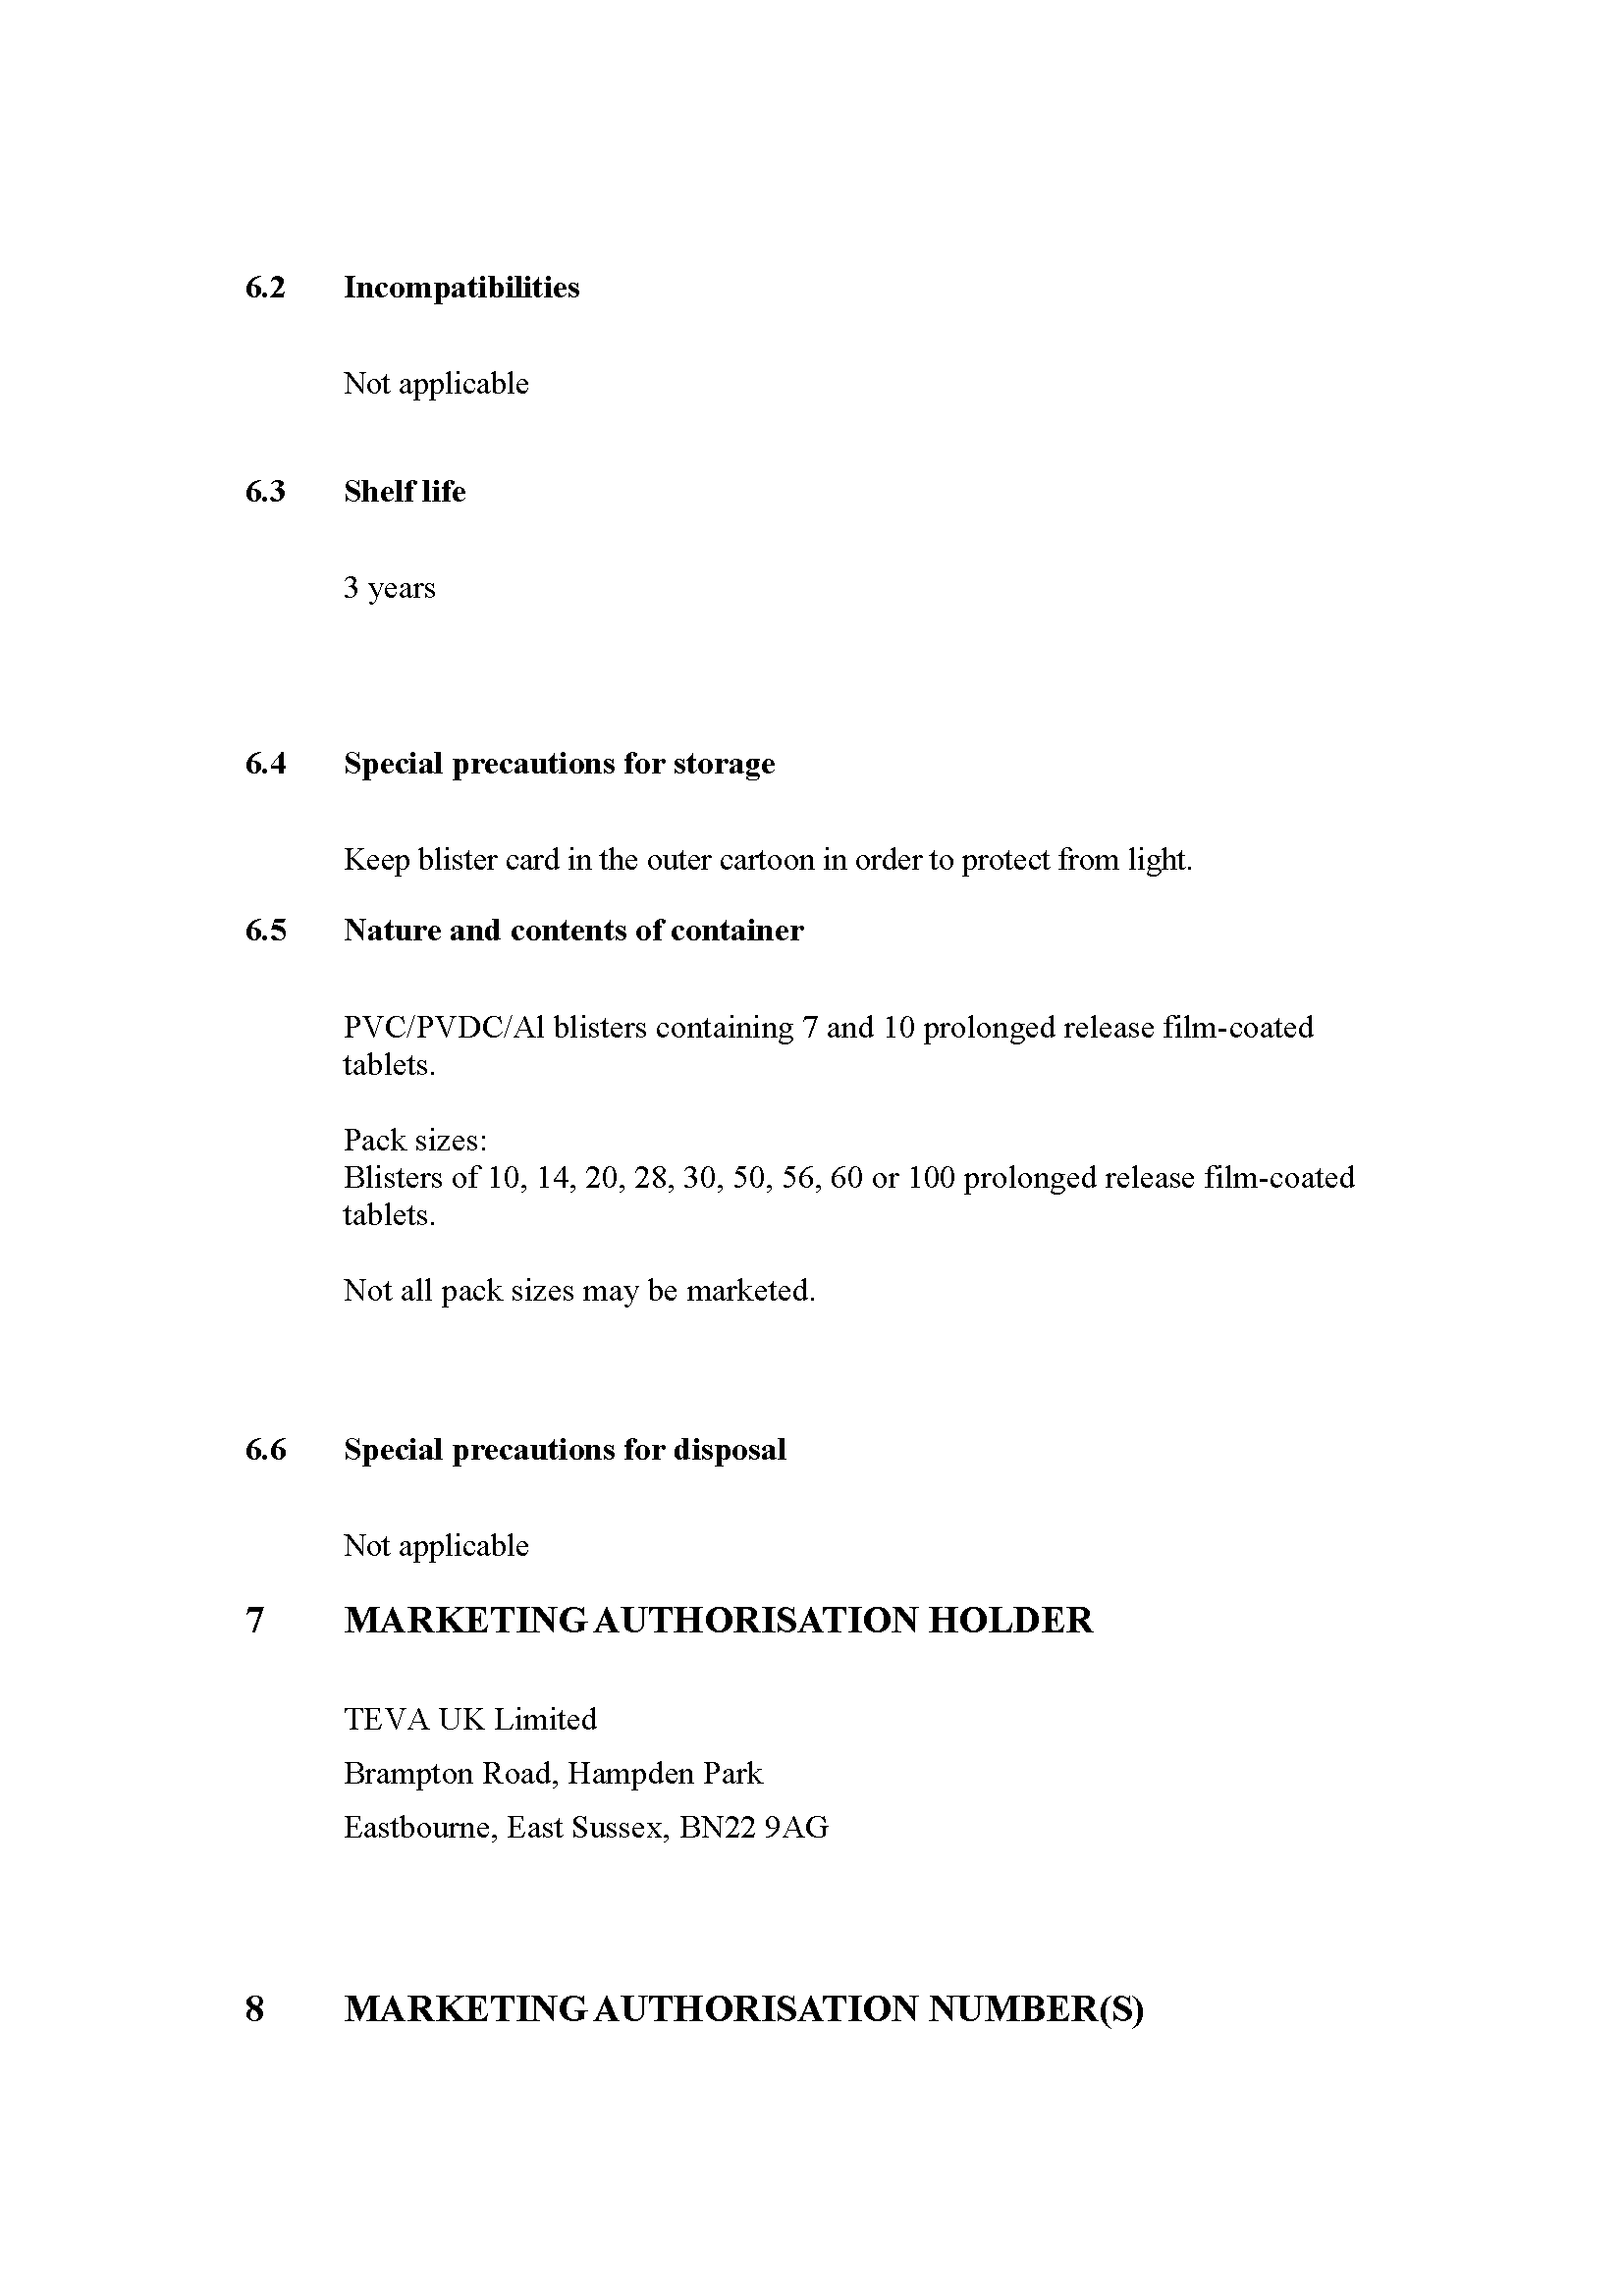 6.2 Incompatibilities
Not applicable
6.3 Shelf life
3 years
6.4 Special precautions for storage
Keep blister card in the outer cartoon in order to protect from light.
6.5 Nature and contents of container
PVC/PVDC/Al blisters containing 7 and 10 prolonged release film-coated
tablets.
Pack sizes:
Blisters of 10, 14, 20, 28, 30, 50, 56, 60 or 100 prolonged release film-coated
tablets.
Not all pack sizes may be marketed.
6.6 Special precautions for disposal
Not applicable
7 MARKETING AUTHORISATION HOLDER
TEVA UK Limited
Brampton Road, Hampden Park
Eastbourne, East Sussex, BN22 9AG
8 MARKETING AUTHORISATION NUMBER(S)